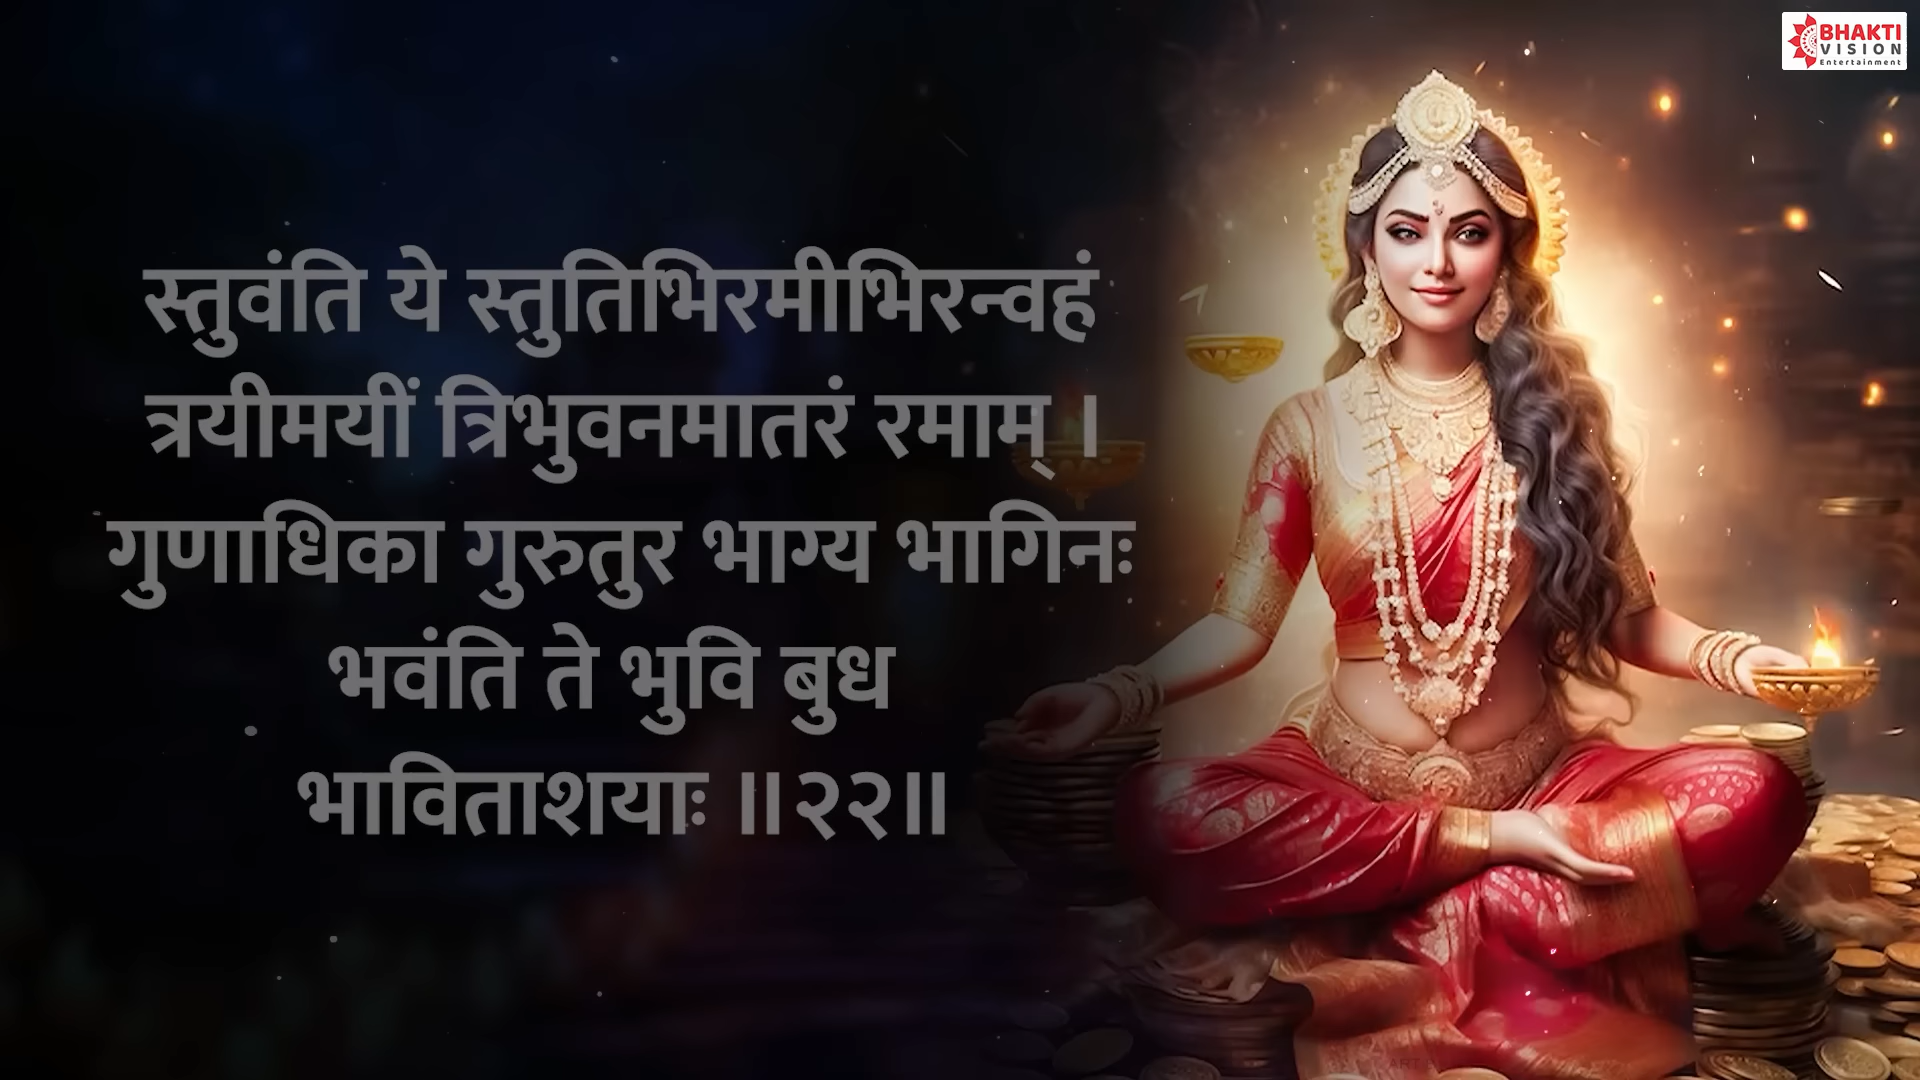 स्तुवंति ये स्तुतिभिरमीभिरन्वहं
त्रयीमयीं त्रिभुवनमातरं रमाम् ।
गुणाधिका गुरुतुर भाग्य भागिनः
भवंति ते भुवि बुध
भाविताशयाः ॥२२॥
BHAKTI
VISION
Entertainment